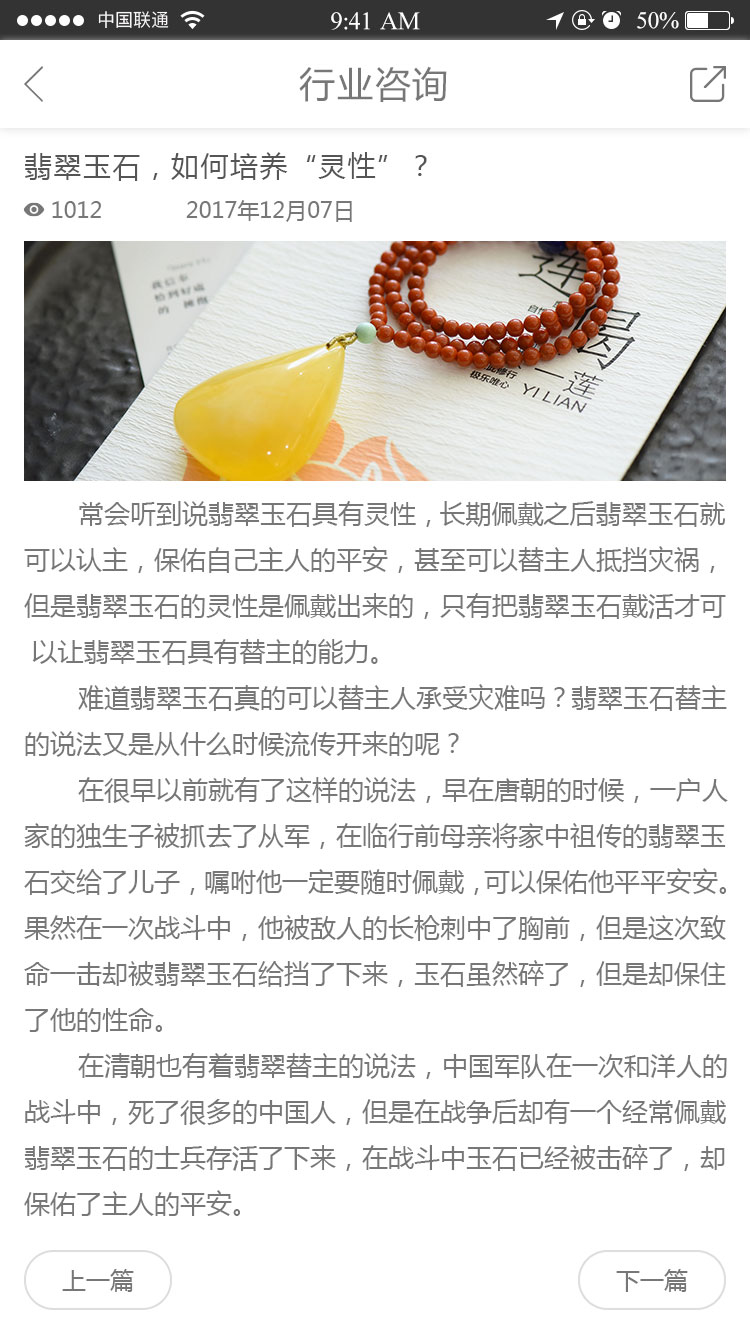 中国联通 9:41 AM 50%
行业咨询
翡翠玉石，如何培养“灵性”？
1012 2017年12月07日
我信奉
恰到好处
的
莲
一莲
YI LIAN
极乐唯心
常会听到说翡翠玉石具有灵性，长期佩戴之后翡翠玉石就
可以认主，保佑自己主人的平安，甚至可以替主人抵挡灾祸，
但是翡翠玉石的灵性是佩戴出来的，只有把翡翠玉石戴活才可
以让翡翠玉石具有替主的能力。
难道翡翠玉石真的可以替主人承受灾难吗？翡翠玉石替主
的说法又是从什么时候流传开来的呢？
在很早以前就有了这样的说法，早在唐朝的时候，一户人
家的独生子被抓去了从军，在临行前母亲将家中祖传的翡翠玉
石交给了儿子，嘱咐他一定要随时佩戴，可以保佑他平平安安。
果然在一次战斗中，他被敌人的长枪刺中了胸前，但是这次致
命一击却被翡翠玉石给挡了下来，玉石虽然碎了，但是却保住
了他的性命。
在清朝也有着翡翠替主的说法，中国军队在一次和洋人的
战斗中，死了很多的中国人，但是在战争后却有一个经常佩戴
翡翠玉石的士兵存活了下来，在战斗中玉石已经被击碎了，却
保佑了主人的平安。
上一篇 下一篇